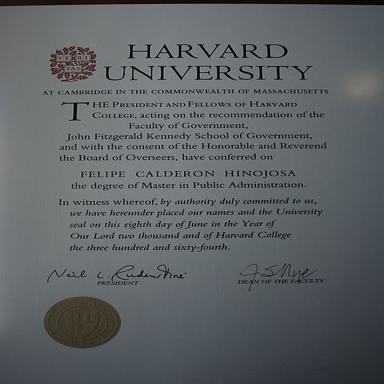 VE RI TAS
HARVARD
UNIVERSITY
AT CAMBRIDGE IN THE COMMONWEALTH OF MASSACHUSETTS
THE PRESIDENT AND FELLOWS OF HARVARD
COLLEGE, acting on the recommendation of the
Faculty of Government,
John Fitzgerald Kennedy School of Government,
and with the consent of the Honorable and Reverend
the Board of Overseers, have conferred on
FELIPE CALDERON HINOJOSA
the degree of Master in Public Administration.
In witness whereof, by authority duly committed to us,
we have hereunder placed our names and the University
seal on this eighth day of June in the Year of
Our Lord two thousand and of Harvard College
the three hundred and sixty-fourth.
Neil L. Rudenstine
PRESIDENT
DEAN OF THE FACULTY